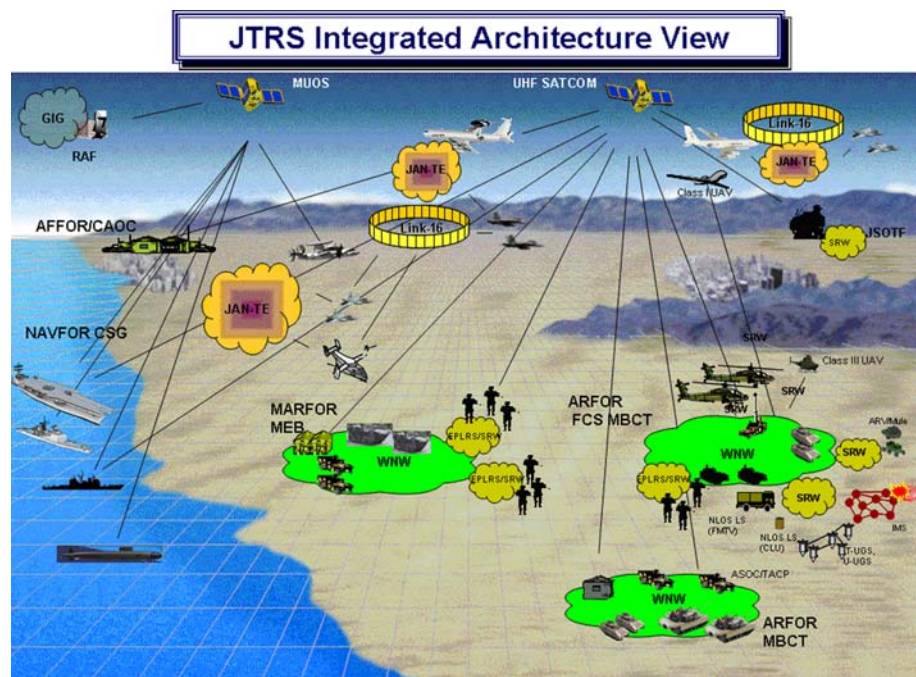 JTRS Integrated Architecture View
MUOS
UHF SATCOM
GIG
RAF
Link-16
JAN-TE
JAN-TE
Class I UAV
AFFOR/CAOC
Link-16
JSOTF
SRW
JAN-TE
NAVFOR CSG
SRW
Class III UAV
SRW
MARFOR
MEB
ARFOR
FCS MBCT
SRW
ARV/Mule
EPLRS/SRW
WNW
WNW
SRW
EPLRS/SRW
EPLRS/SRW
SRW
NLOS LS
(FMTV)
NLOS LS
(CLU)
IMS
T-UGS,
U-UGS
ASOC/TACP
WNW
ARFOR
MBCT